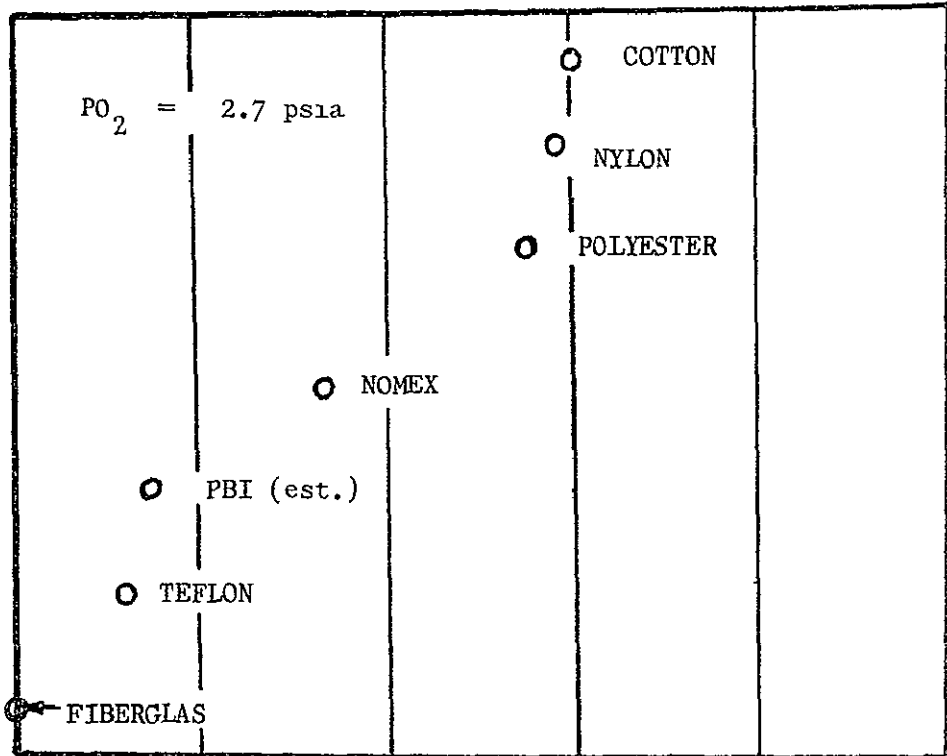 COTTON
PO2 = 2.7 psia
NYLON
POLYESTER
NOMEX
PBI (est.)
TEFLON
FIBERGLAS